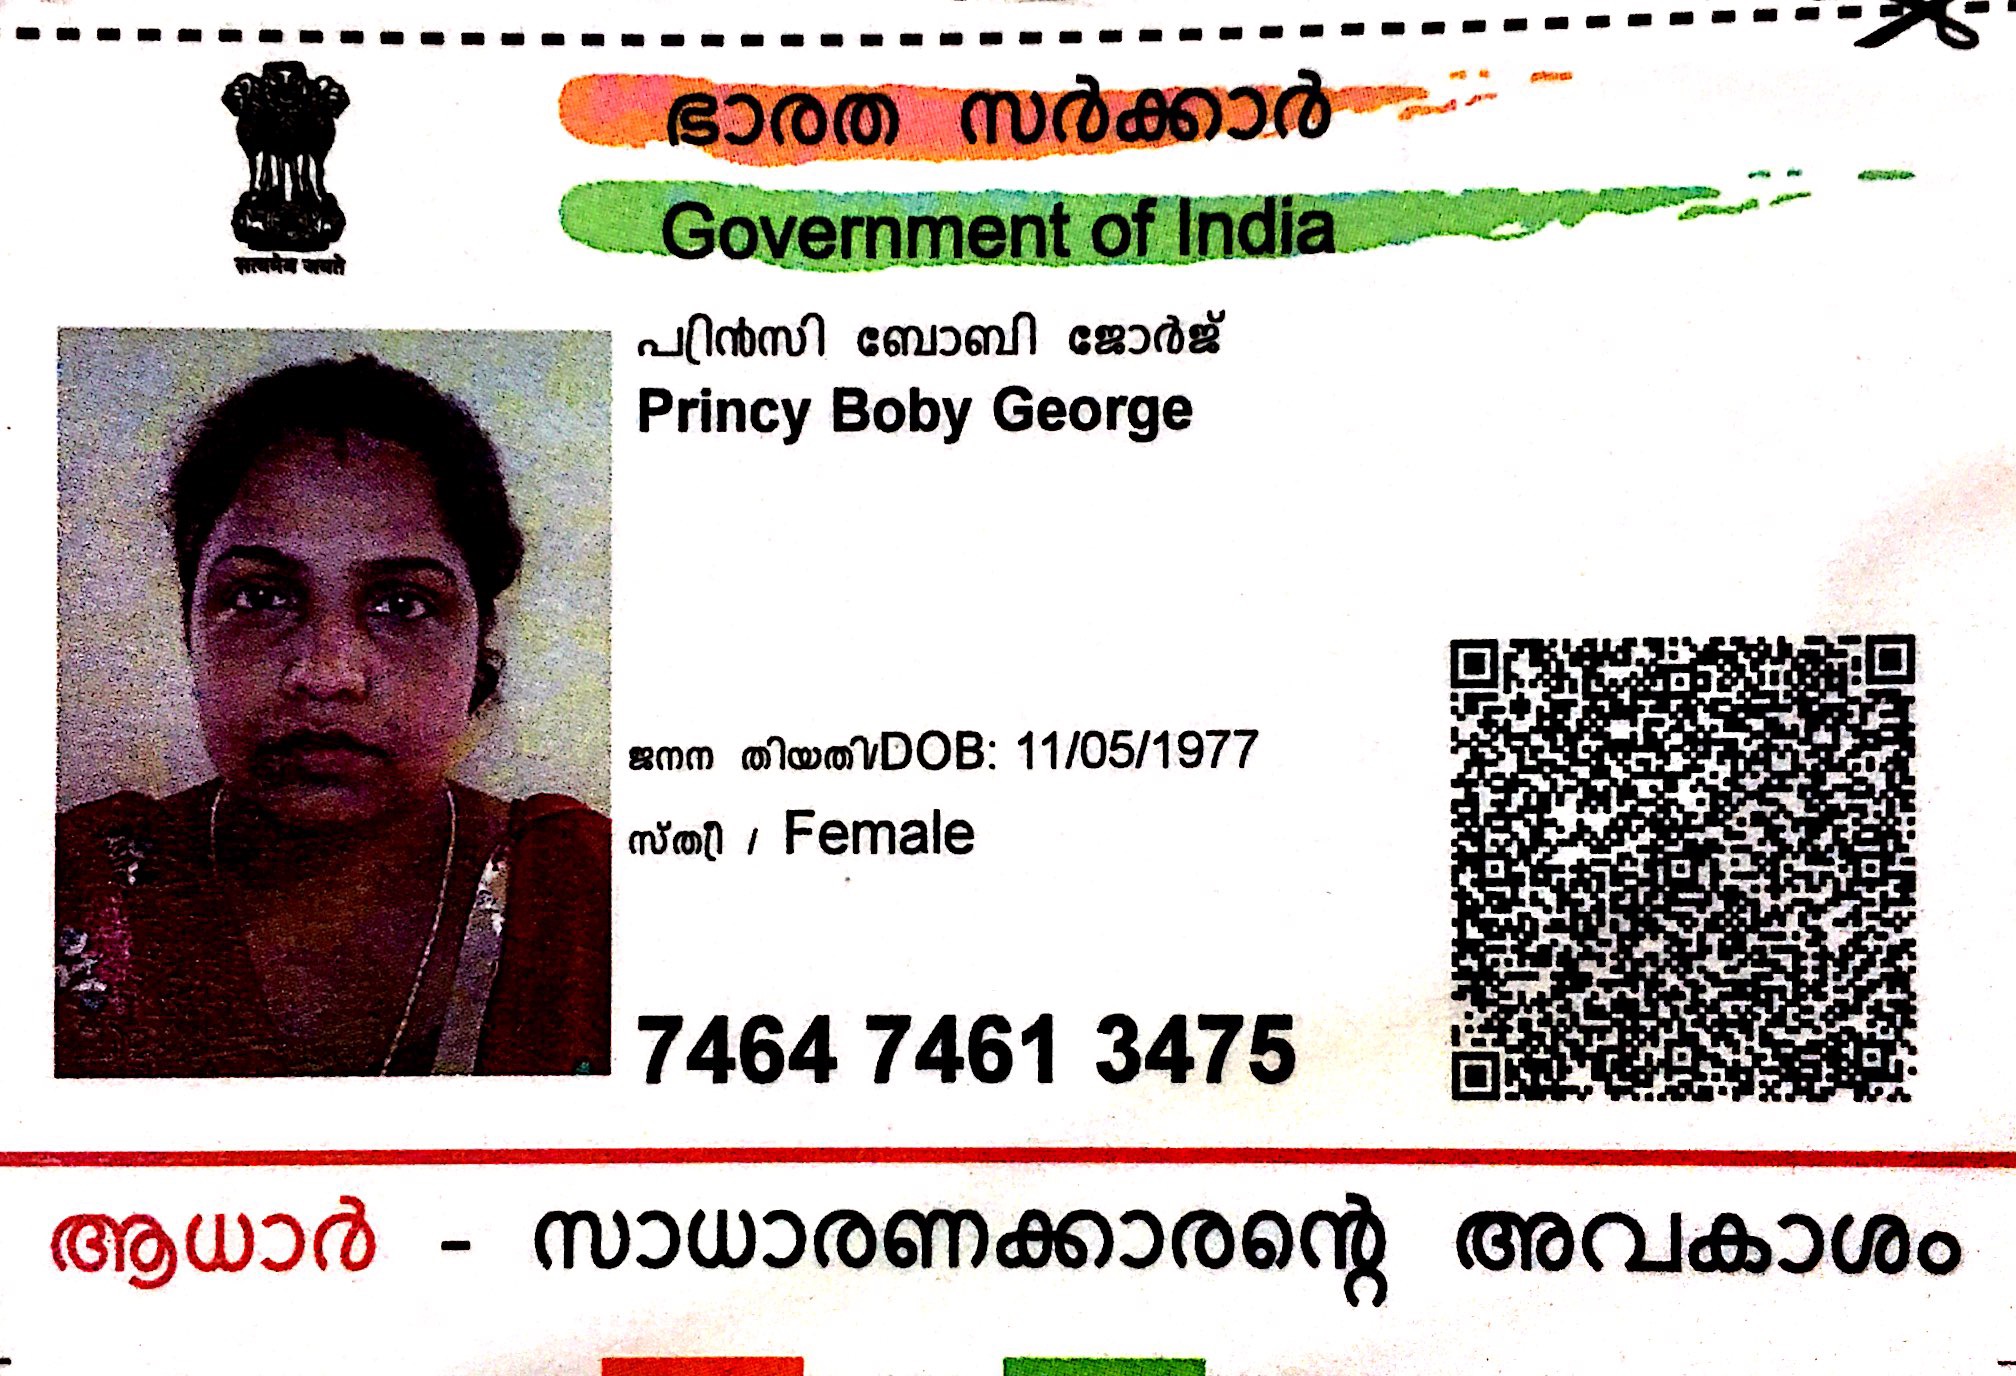 ഭാരത സർക്കാർ
Government of India
सत्यमेव जयते
പ്രിൻസി ബോബി ജോർജ്
Princy Boby George
ജനന തിയതി/DOB: 11/05/1977
സ്ത്രീ / Female
7464 7461 3475
ആധാർ - സാധാരണക്കാരന്റെ അവകാശം